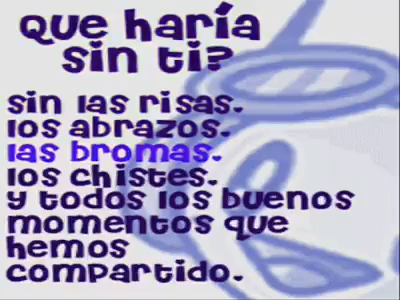 Que haría
sin ti?
sin las risas.
los abrazos.
las bromas.
los chistes.
y todos los buenos
momentos que
hemos
compartido.